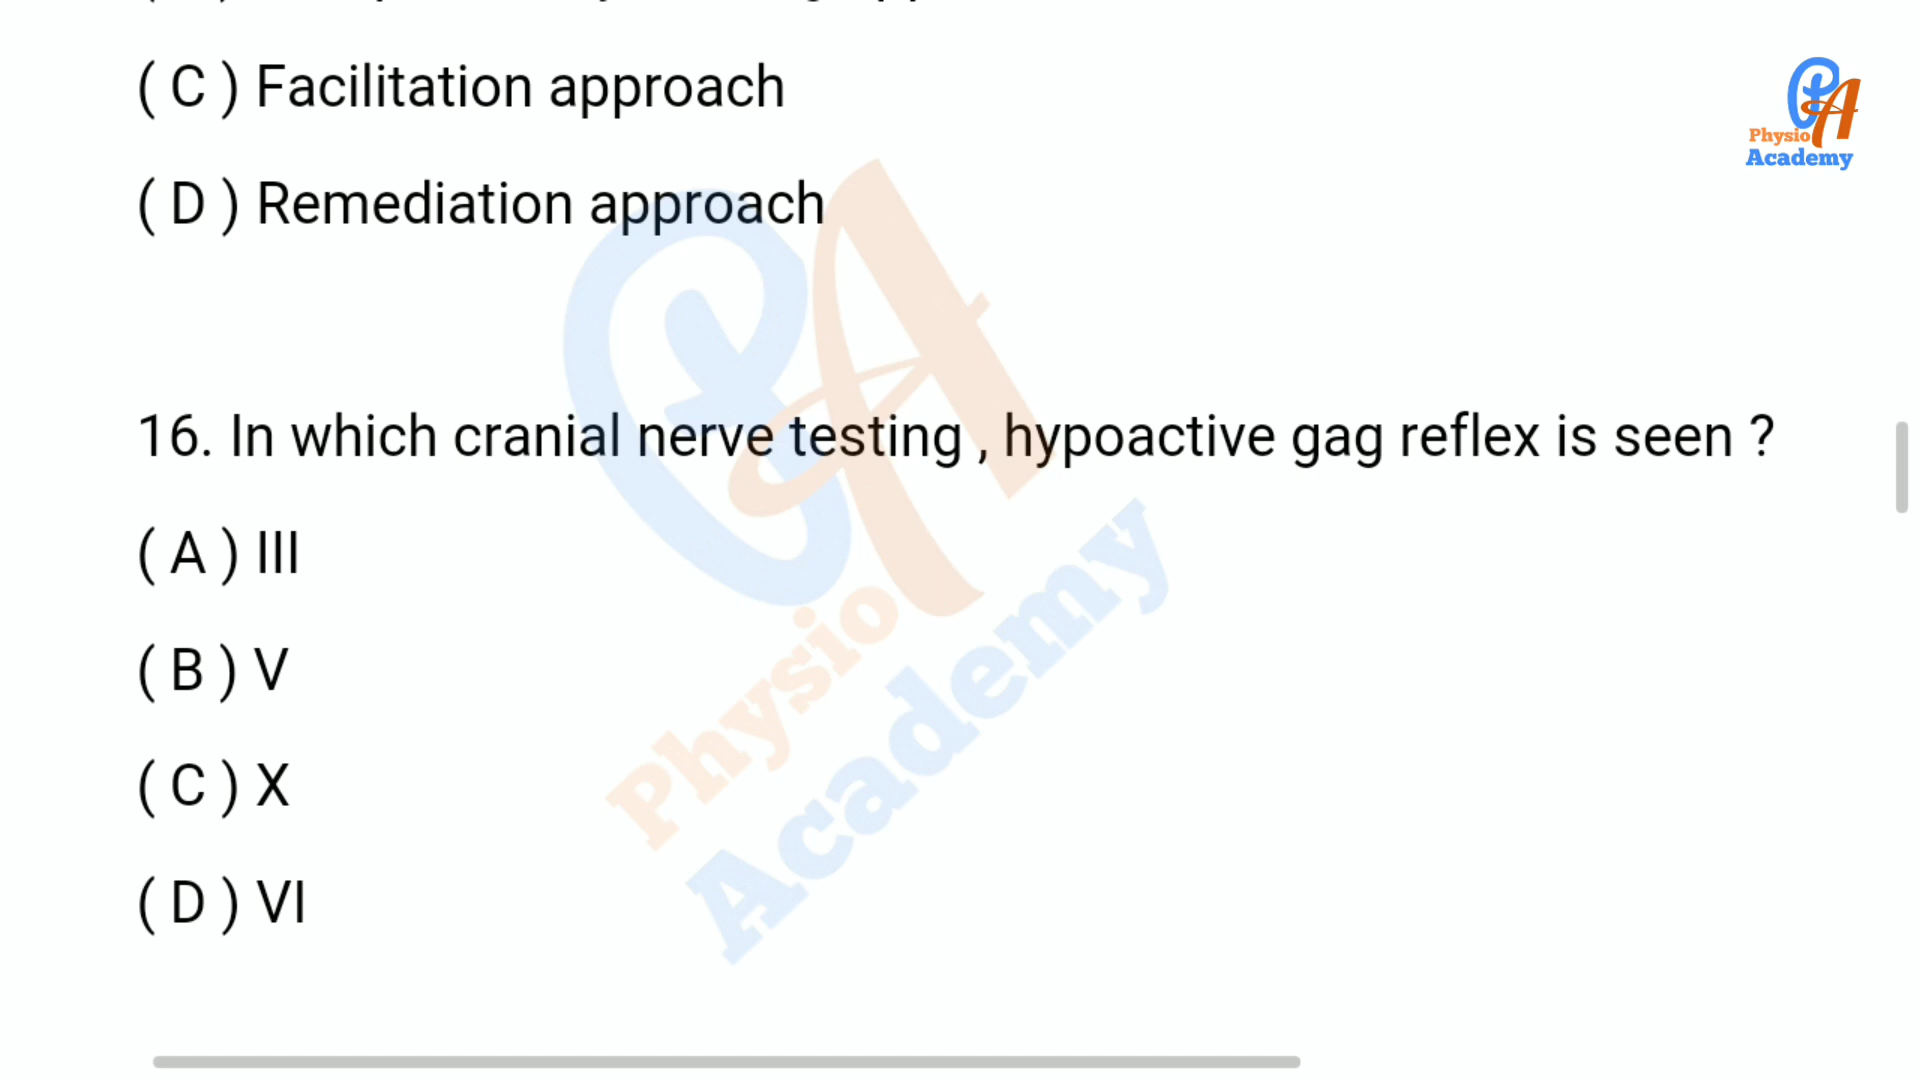 ( C ) Facilitation approach
( D ) Remediation approach
Physio
Academy
16. In which cranial nerve testing , hypoactive gag reflex is seen ?
( A ) III
( B ) V
( C ) X
( D ) VI
Physio
Academy